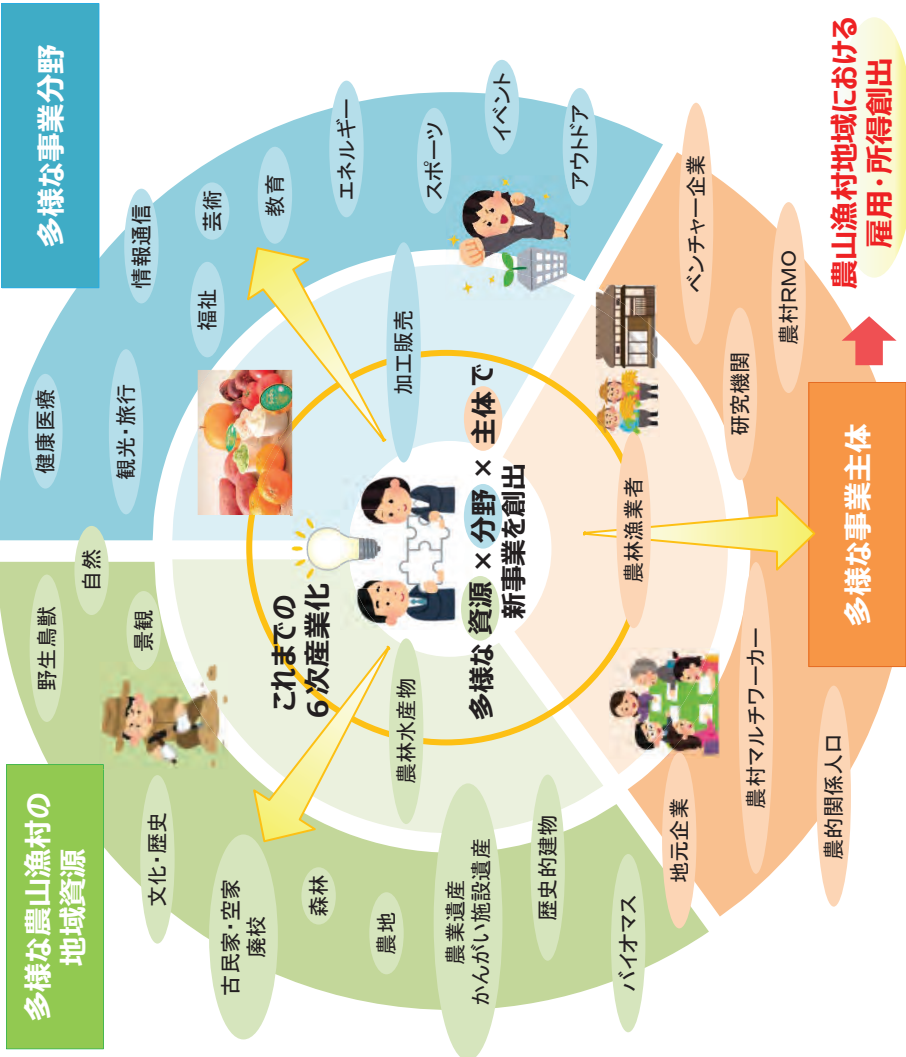 多様な農山漁村の
地域資源
野生鳥獣
自然
景観
文化・歴史
古民家・空家
廃校
森林
農地
農業遺産
かんがい施設遺産
歴史的建物
バイオマス
農林水産物
多様な事業分野
健康医療
観光・旅行
情報通信
福祉
芸術
教育
エネルギー
スポーツ
イベント
アウトドア
加工販売
これまでの
６次産業化
多様な 資源 × 分野 × 主体 で
新事業を創出
農林漁業者
地元企業
農村マルチワーカー
農的関係人口
研究機関
ベンチャー企業
農村RMO
多様な事業主体
農山漁村地域における
雇用・所得創出